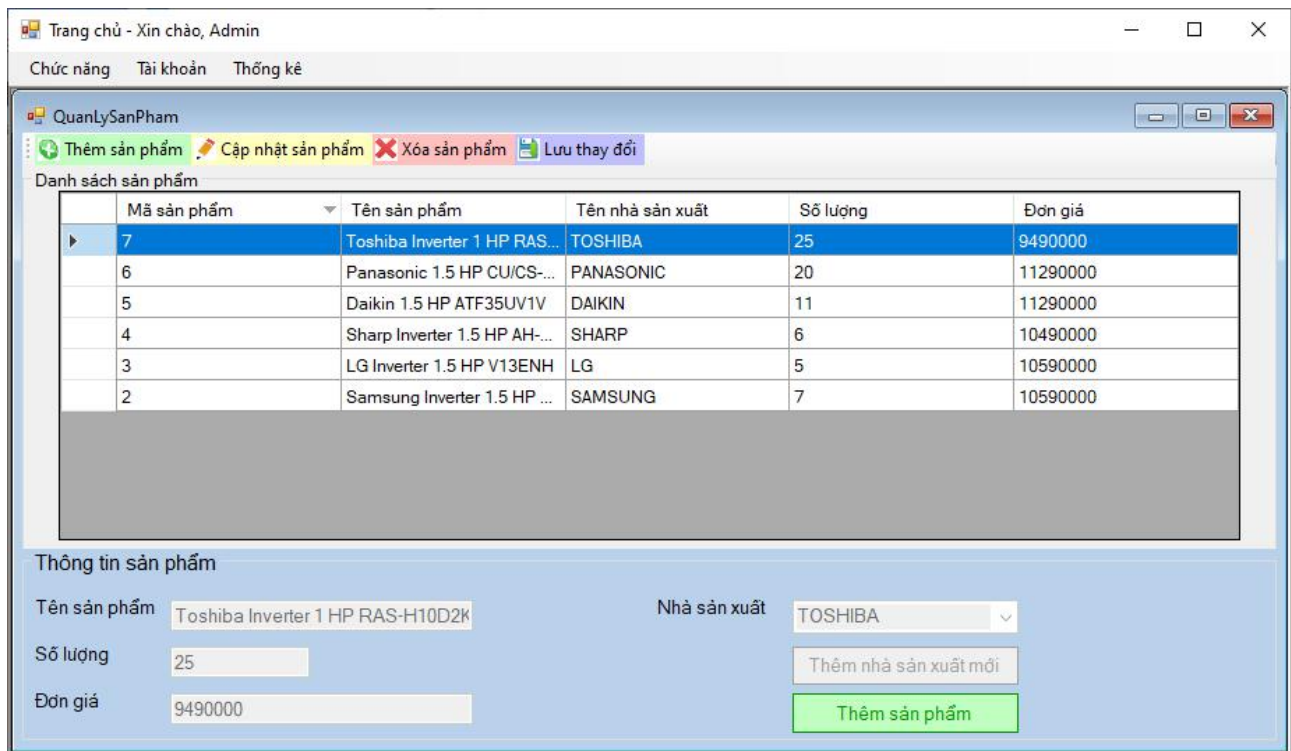 Trang chủ - Xin chào, Admin
Chức năng Tài khoản Thống kê
QuanLySanPham
Thêm sản phẩm Cập nhật sản phẩm Xóa sản phẩm Lưu thay đổi
Danh sách sản phẩm
Mã sản phẩm Tên sản phẩm Tên nhà sản xuất Số lượng Đơn giá
7 Toshiba Inverter 1 HP RAS... TOSHIBA 25 9490000
6 Panasonic 1.5 HP CU/CS-... PANASONIC 20 11290000
5 Daikin 1.5 HP ATF35UV1V DAIKIN 11 11290000
4 Sharp Inverter 1.5 HP AH-... SHARP 6 10490000
3 LG Inverter 1.5 HP V13ENH LG 5 10590000
2 Samsung Inverter 1.5 HP ... SAMSUNG 7 10590000
Thông tin sản phẩm
Tên sản phẩm Toshiba Inverter 1 HP RAS-H10D2K Nhà sản xuất TOSHIBA
Số lượng 25 Thêm nhà sản xuất mới
Đơn giá 9490000 Thêm sản phẩm